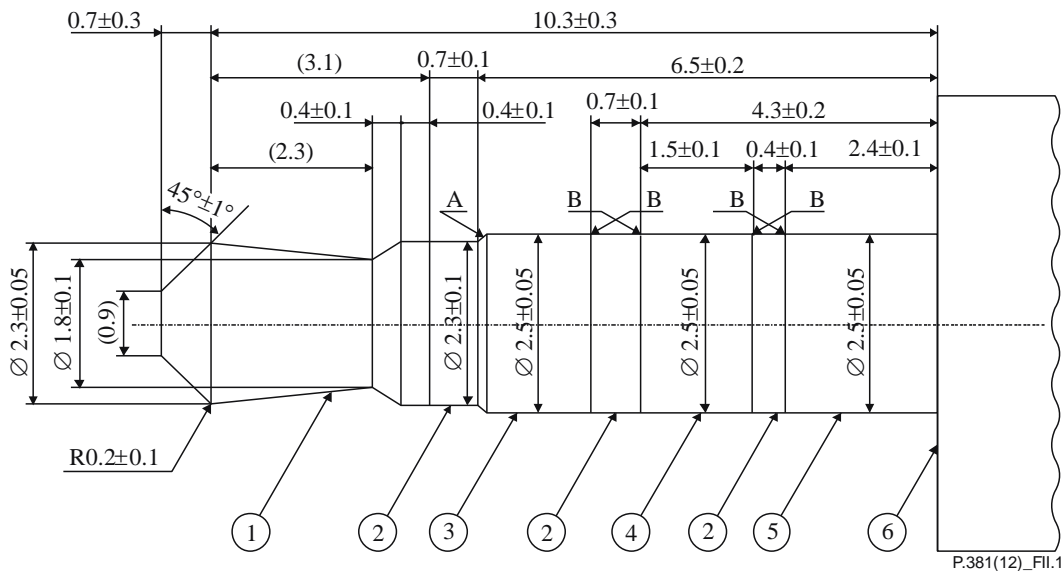 0.7±0.3 10.3±0.3
(3.1) 0.7±0.1 6.5±0.2
0.4±0.1 0.4±0.1 0.7±0.1 4.3±0.2
(2.3) 1.5±0.1 0.4±0.1 2.4±0.1
45°±1° A B B B B
∅ 2.3±0.05 ∅ 1.8±0.1 (0.9) ∅ 2.3±0.1 ∅ 2.5±0.05 ∅ 2.5±0.05 ∅ 2.5±0.05
R0.2±0.1
1 2 3 2 4 2 5 6
P.381(12)_FII.1